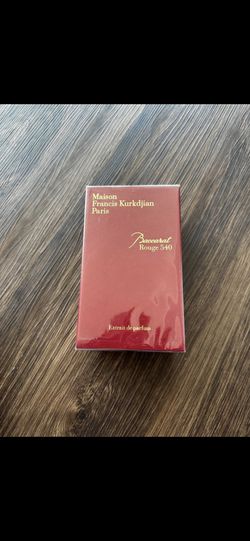 Maison
Francis Kurkdjian
Paris
Baccarat
Rouge 540
Extrait de parfum